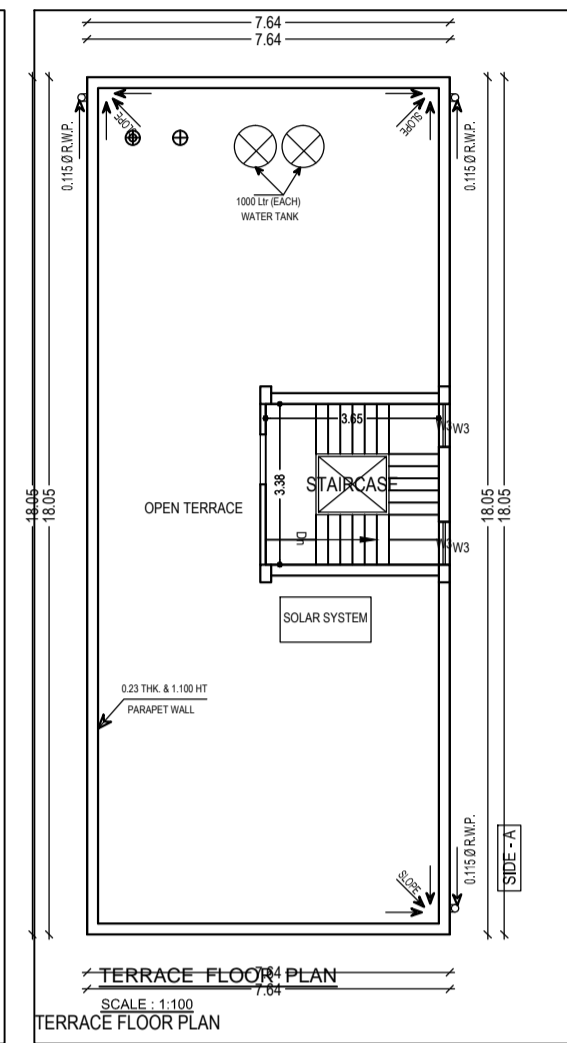 7.64
7.64
SLOPE
SLOPE
0.115 Ø R.W.P.
0.115 Ø R.W.P.
1000 Ltr (EACH)
WATER TANK
3.65
W3
W3
3.38
STAIRCASE
OPEN TERRACE
18.05
18.05
18.05
18.05
Dn
W3
W3
SOLAR SYSTEM
0.23 THK. & 1.100 HT
PARAPET WALL
0.115 Ø R.W.P.
SIDE - A
SLOPE
7.64
TERRACE FLOOR PLAN
7.64
SCALE : 1:100
TERRACE FLOOR PLAN